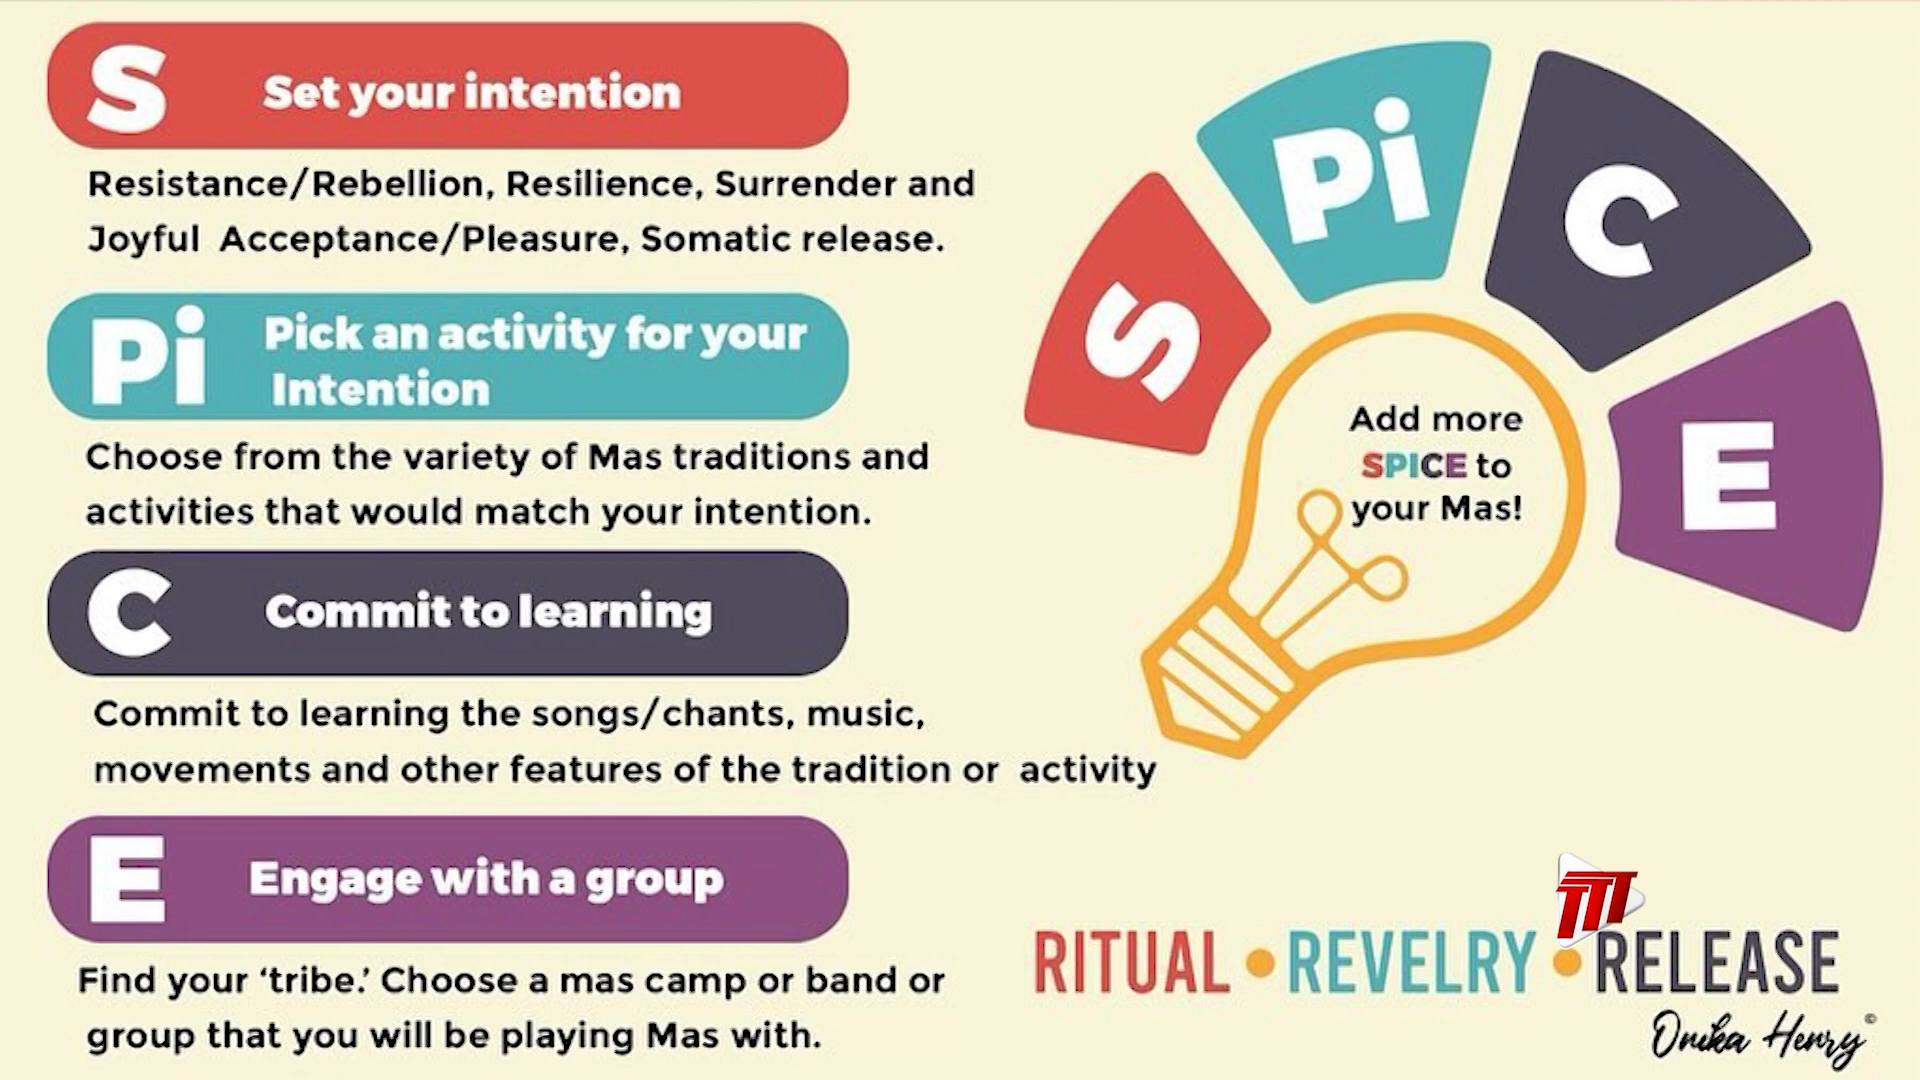 S Set your intention
Resistance/Rebellion, Resilience, Surrender and
Joyful Acceptance/Pleasure, Somatic release.
Pi Pick an activity for your
Intention
Choose from the variety of Mas traditions and
activities that would match your intention.
C Commit to learning
Commit to learning the songs/chants, music,
movements and other features of the tradition or activity
E Engage with a group
Find your ‘tribe.’ Choose a mas camp or band or
group that you will be playing Mas with.
S Pi C E
Add more
SPICE to
your Mas!
TTT
RITUAL • REVELRY • RELEASE
Onika Henry©